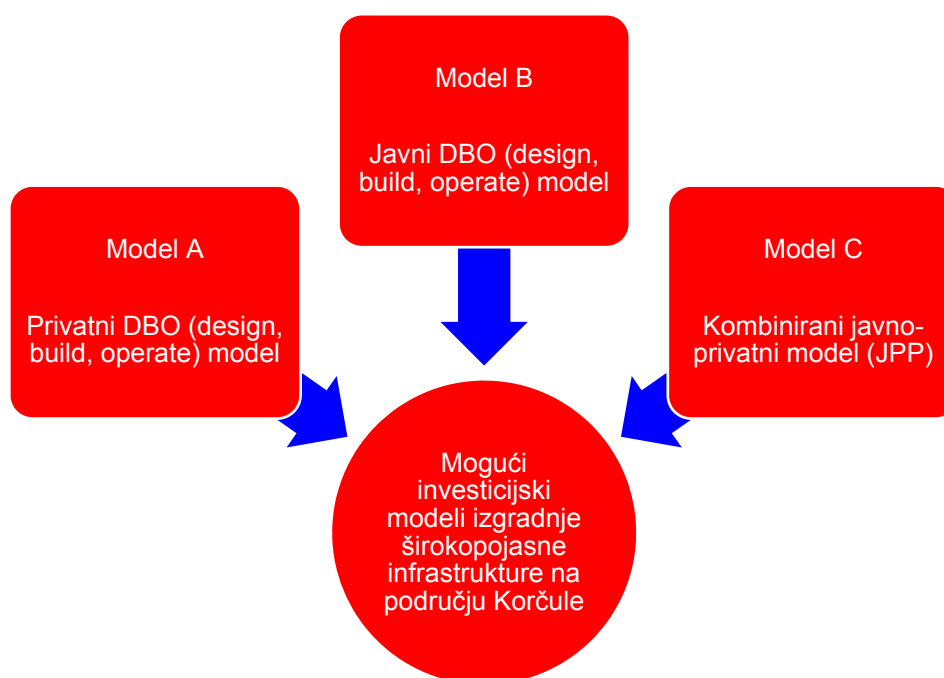 Model B
Javni DBO (design,
build, operate) model
Model A
Privatni DBO (design,
build, operate) model
Model C
Kombinirani javno-
privatni model (JPP)
Mogući
investicijski
modeli izgradnje
širokopojasne
infrastrukture na
području Korčule